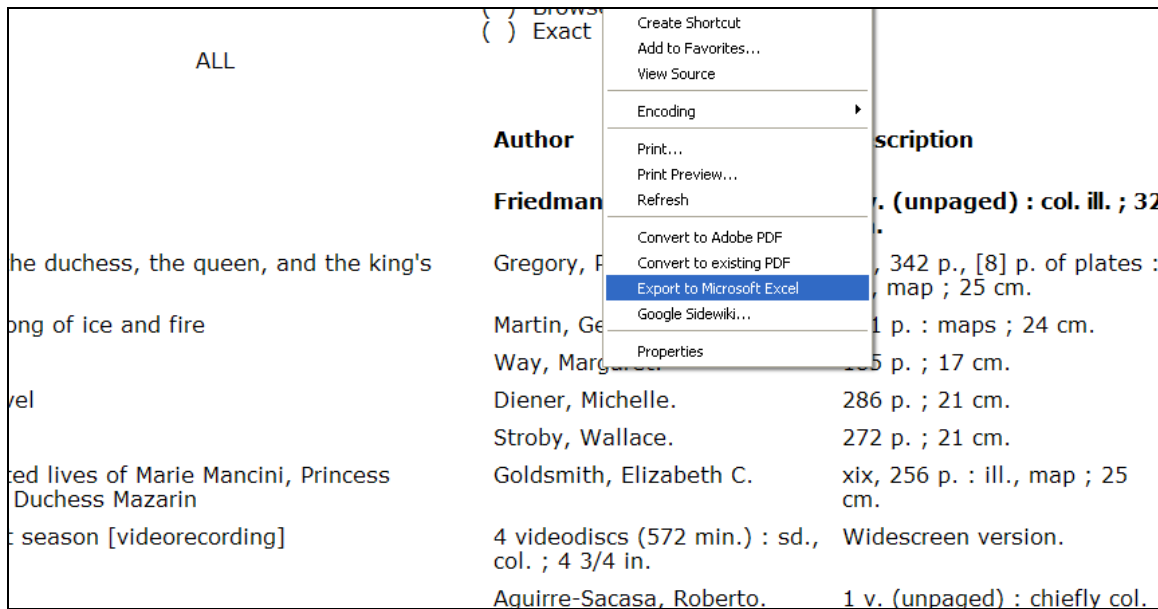 ( ) Brows
( ) Exact
ALL
Create Shortcut
Add to Favorites...
View Source
Encoding
Print...
Print Preview...
Refresh
Convert to Adobe PDF
Convert to existing PDF
Export to Microsoft Excel
Google Sidewiki...
Properties
Author scription
Friedman v. (unpaged) : col. ill. ; 32
he duchess, the queen, and the king's Gregory, , 342 p., [8] p. of plates :
, map ; 25 cm.
ong of ice and fire Martin, Ge 1 p. : maps ; 24 cm.
Way, p. ; 17 cm.
vel Diener, Michelle. 286 p. ; 21 cm.
Stroby, Wallace. 272 p. ; 21 cm.
ted lives of Marie Mancini, Princess Goldsmith, Elizabeth C. xix, 256 p. : ill., map ; 25
Duchess Mazarin cm.
season [videorecording] 4 videodiscs (572 min.) : sd., Widescreen version.
col. ; 4 3/4 in.
Aguirre-Sacasa, Roberto. 1 v. (unpaged) : chiefly col.